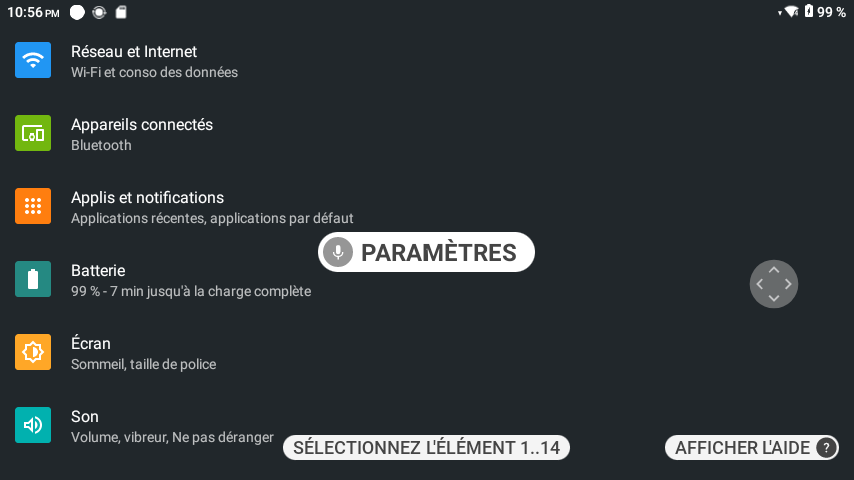 10:56 PM
99 %
Réseau et Internet
Wi-Fi et conso des données
Appareils connectés
Bluetooth
Applis et notifications
Applications récentes, applications par défaut
PARAMÈTRES
Batterie
99 % - 7 min jusqu'à la charge complète
Écran
Sommeil, taille de police
Son
Volume, vibreur, Ne pas déranger
SÉLECTIONNEZ L'ÉLÉMENT 1..14
AFFICHER L'AIDE ?